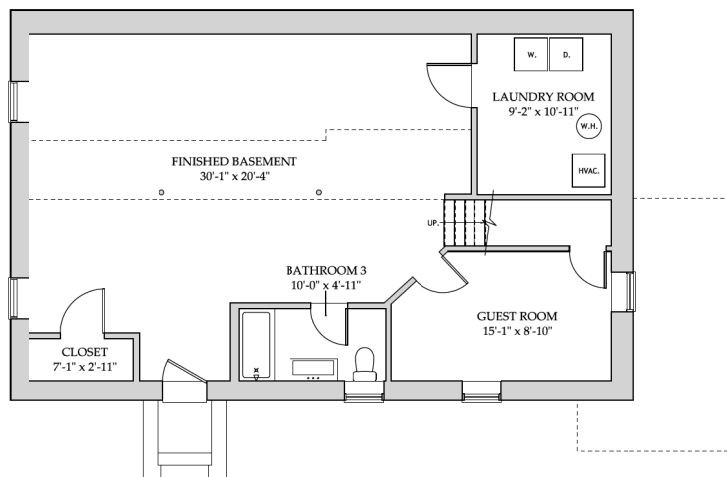 W.
D.
LAUNDRY ROOM
9'-2" x 10'-11"
W.H.
HVAC.
FINISHED BASEMENT
30'-1" x 20'-4"
UP.
BATHROOM 3
10'-0" x 4'-11"
GUEST ROOM
15'-1" x 8'-10"
CLOSET
7'-1" x 2'-11"